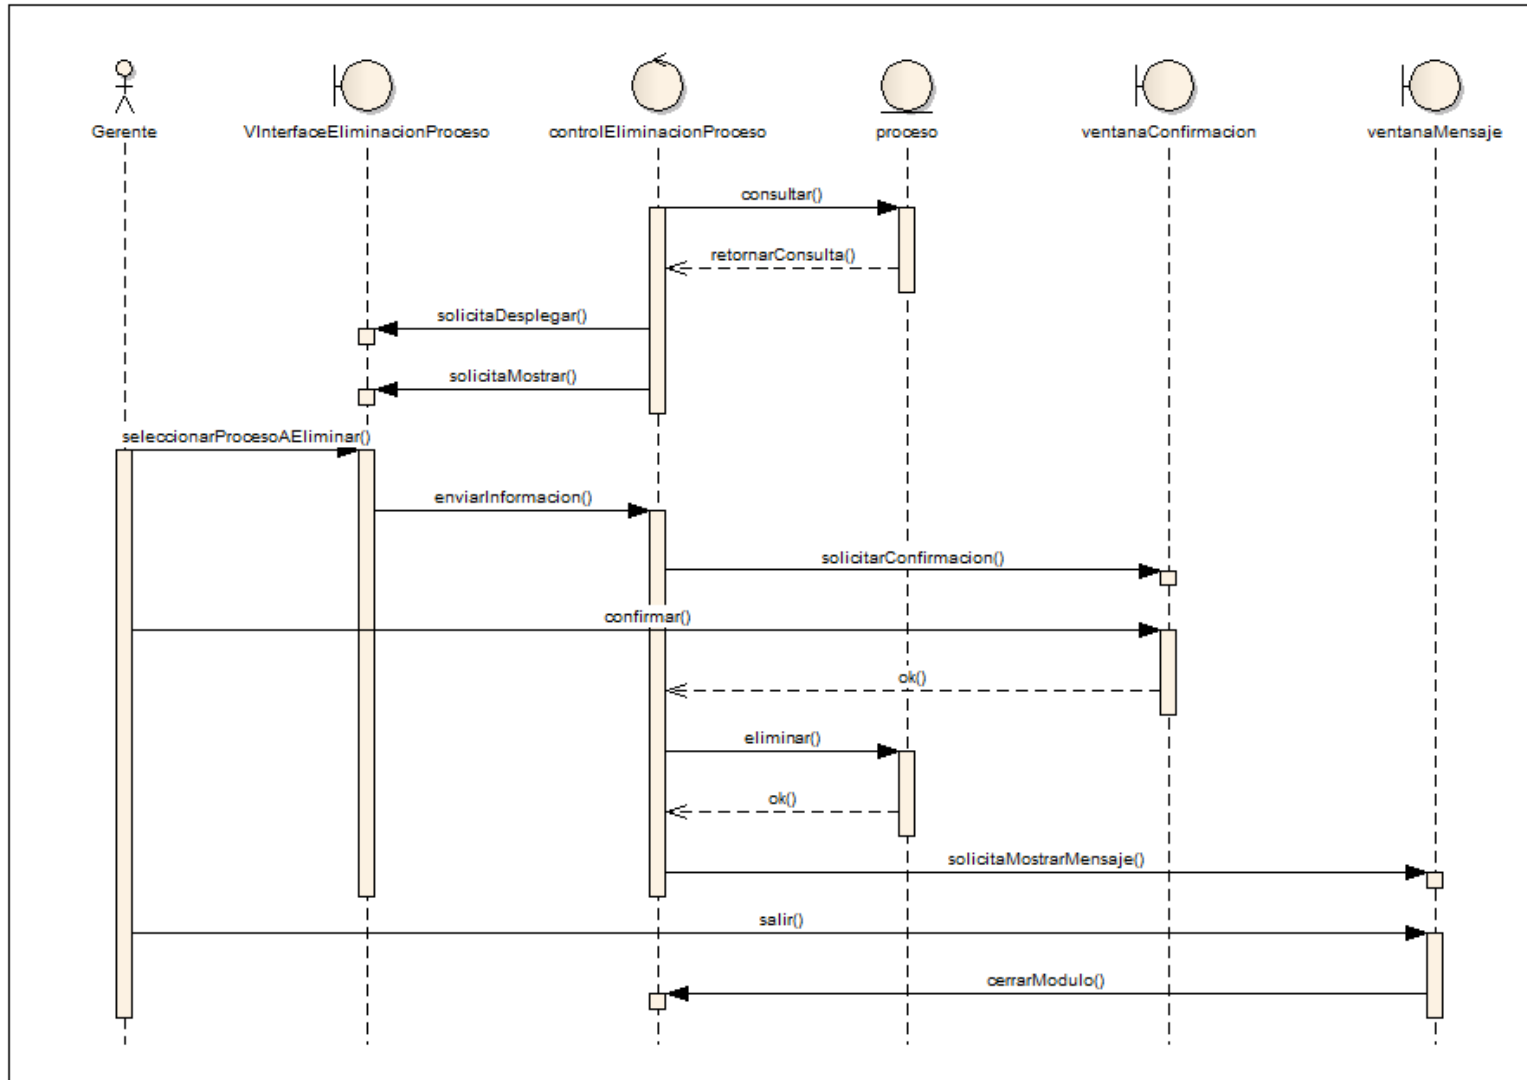 Gerente
VInterfaceEliminacionProceso
controlEliminacionProceso
proceso
ventanaConfirmacion
ventanaMensaje
consultar()
retornarConsulta()
solicitaDesplegar()
solicitaMostrar()
seleccionarProcesoAEliminar()
enviarInformacion()
solicitarConfirmacion()
confirmar()
ok()
eliminar()
ok()
solicitaMostrarMensaje()
salir()
cerrarModulo()